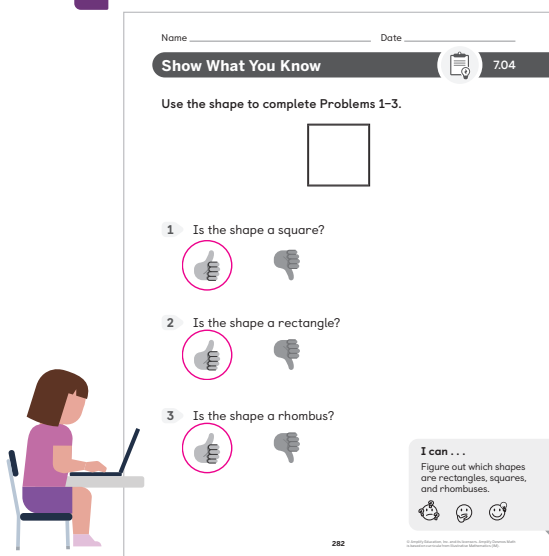 Name Date
Show What You Know 7.04
Use the shape to complete Problems 1–3.
1 Is the shape a square?
2 Is the shape a rectangle?
3 Is the shape a rhombus?
I can . . .
Figure out which shapes
are rectangles, squares,
and rhombuses.
282